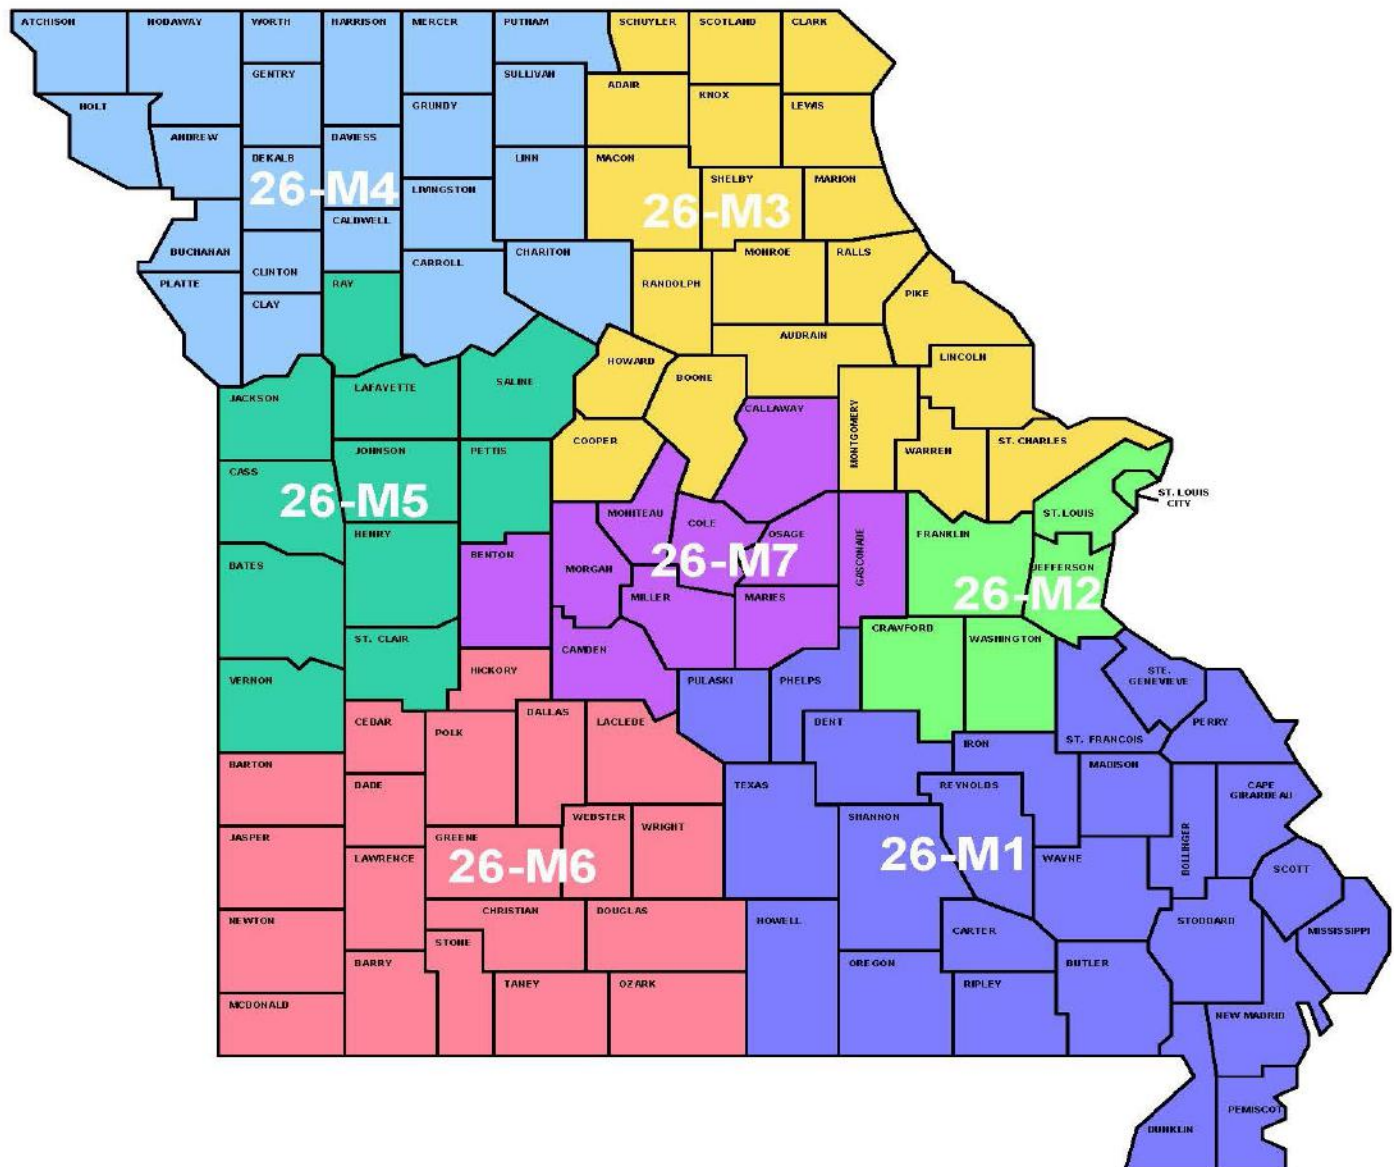 ATCHISON
NODAWAY
WORTH
HARRISON
MERCER
PUTNAM
SCHUYLER
SCOTLAND
CLARK
GENTRY
SULLIVAN
ADAIR
KNOX
HOLT
GRUNDY
LEWIS
ANDREW
DAVIESS
DEKALB
LINN
MACON
SHELBY
MARION
26-M4
LIVINGSTON
26-M3
CALDWELL
BUCHANAN
CHARITON
MONROE
RALLS
CARROLL
CLINTON
PLATTE
RAY
RANDOLPH
PIKE
CLAY
AUDRAIN
LINCOLN
HOWARD
BOONE
SALINE
LAFAYETTE
JACKSON
CALLAWAY
MONTGOMERY
COOPER
ST. CHARLES
WARREN
JOHNSON
PETTIS
CASS
26-M5
ST. LOUIS
CITY
MONITEAU
ST. LOUIS
COLE
HENRY
OSAGE
GASCONADE
FRANKLIN
BENTON
26-M7
BATES
MORGAN
JEFFERSON
26-M2
MILLER
MARIES
CRAWFORD
WASHINGTON
ST. CLAIR
CAMDEN
HICKORY
STE.
GENEVIEVE
VERNON
PULASKI
PHELPS
DALLAS
CEDAR
LACLEDE
DENT
PERRY
POLK
ST. FRANCOIS
IRON
BARTON
MADISON
DADE
TEXAS
REYNOLDS
CAPE
GIRARDEAU
WEBSTER
SHANNON
WRIGHT
JASPER
GREENE
BOLLINGER
26-M6
26-M1
LAWRENCE
WAYNE
SCOTT
CHRISTIAN
DOUGLAS
NEWTON
HOWELL
STODDARD
CARTER
MISSISSIPPI
STONE
BARRY
OREGON
BUTLER
TANEY
OZARK
RIPLEY
MCDONALD
NEW MADRID
PEMISCOT
DUNKLIN